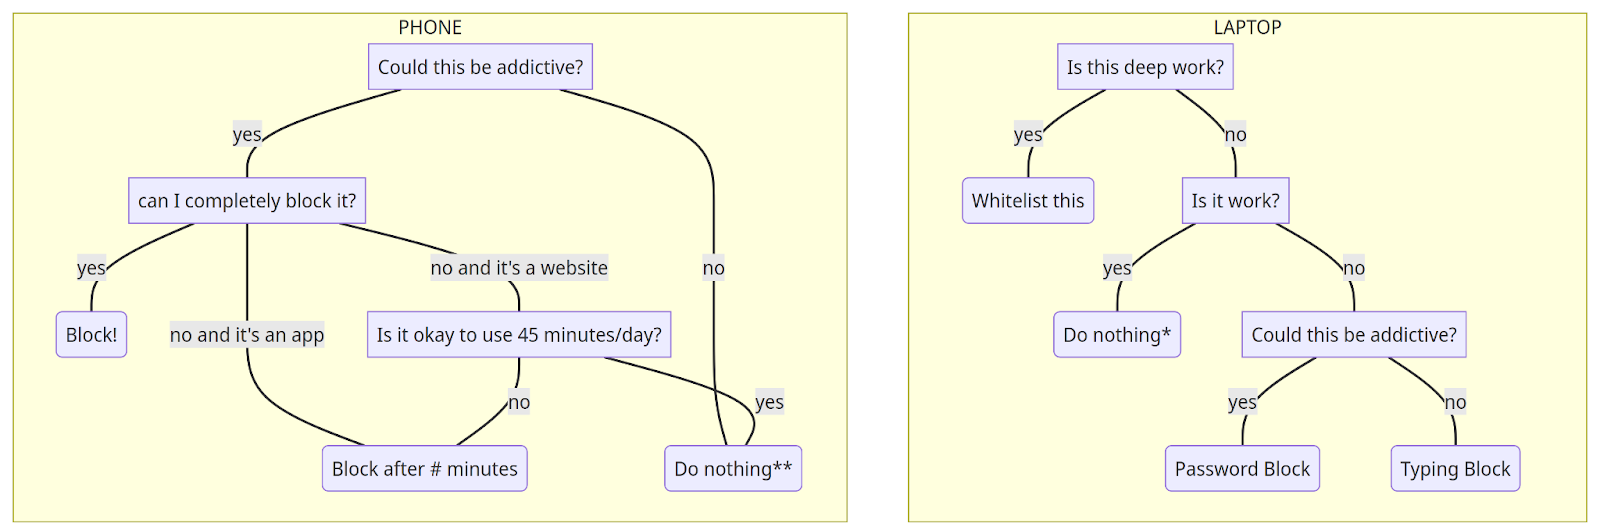 PHONE
Could this be addictive?
yes
can I completely block it?
yes
no and it's a website
no
Block!
no and it's an app
Is it okay to use 45 minutes/day?
no
yes
Block after # minutes
Do nothing**
LAPTOP
Is this deep work?
yes
no
Whitelist this
Is it work?
yes
no
Do nothing*
Could this be addictive?
yes
no
Password Block
Typing Block